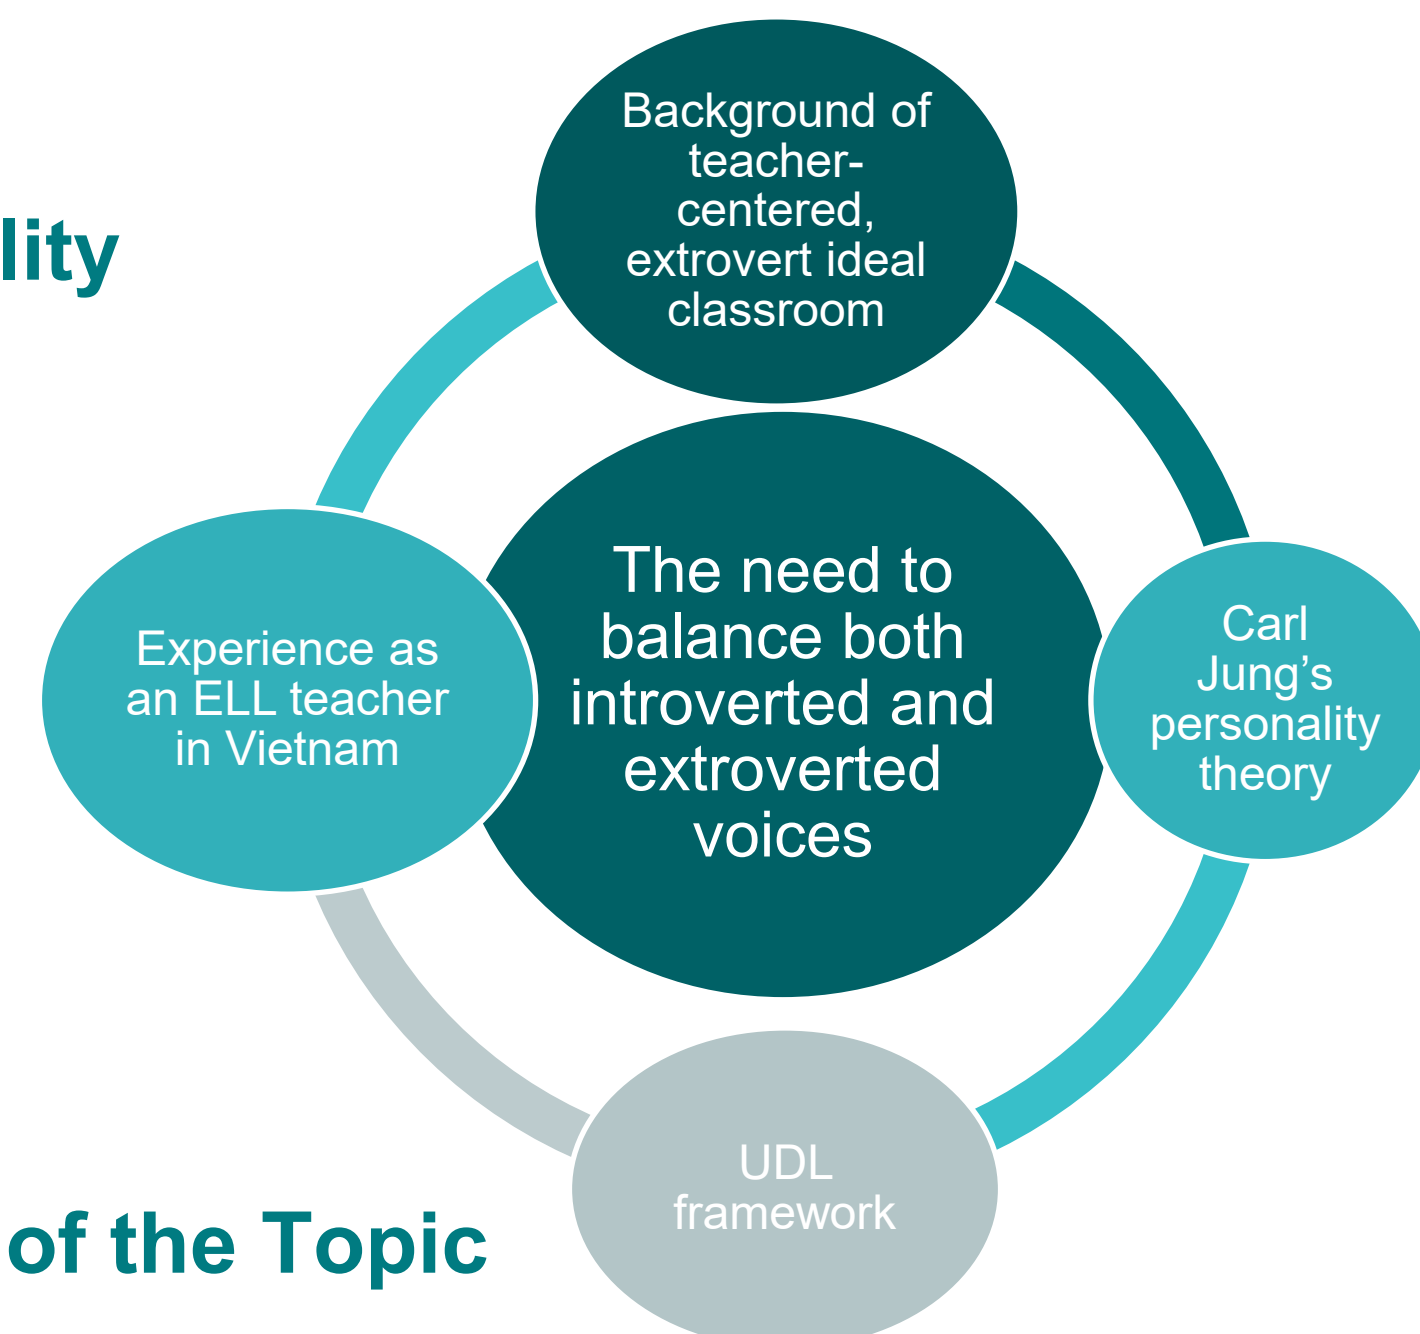 Background of
teacher-
centered,
extrovert ideal
classroom
lity
The need to
balance both
introverted and
extroverted
voices
Experience as
an ELL teacher
in Vietnam
Carl
Jung’s
personality
theory
UDL
framework
of the Topic